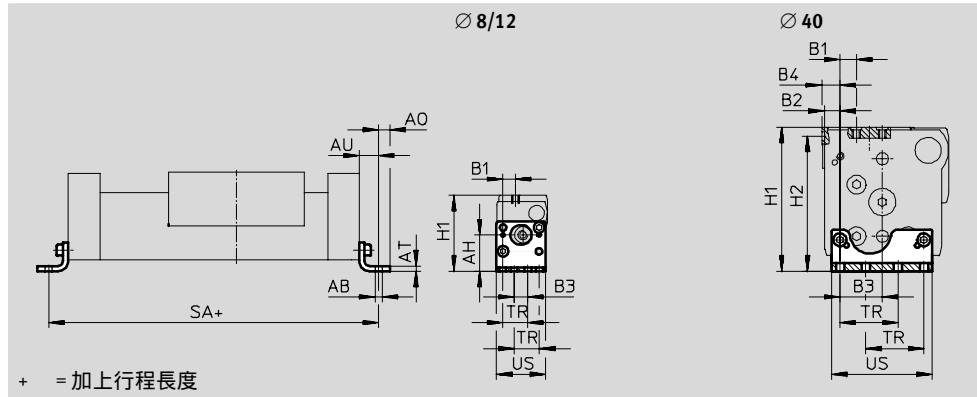 ⌀ 8/12
⌀ 40
B1
B4
B2
AO
AU
B1
H1
H2
H1
AH
AT
AB
B3
B3
SA+
TR
TR
TR
TR
US
US
+ = 加上行程長度